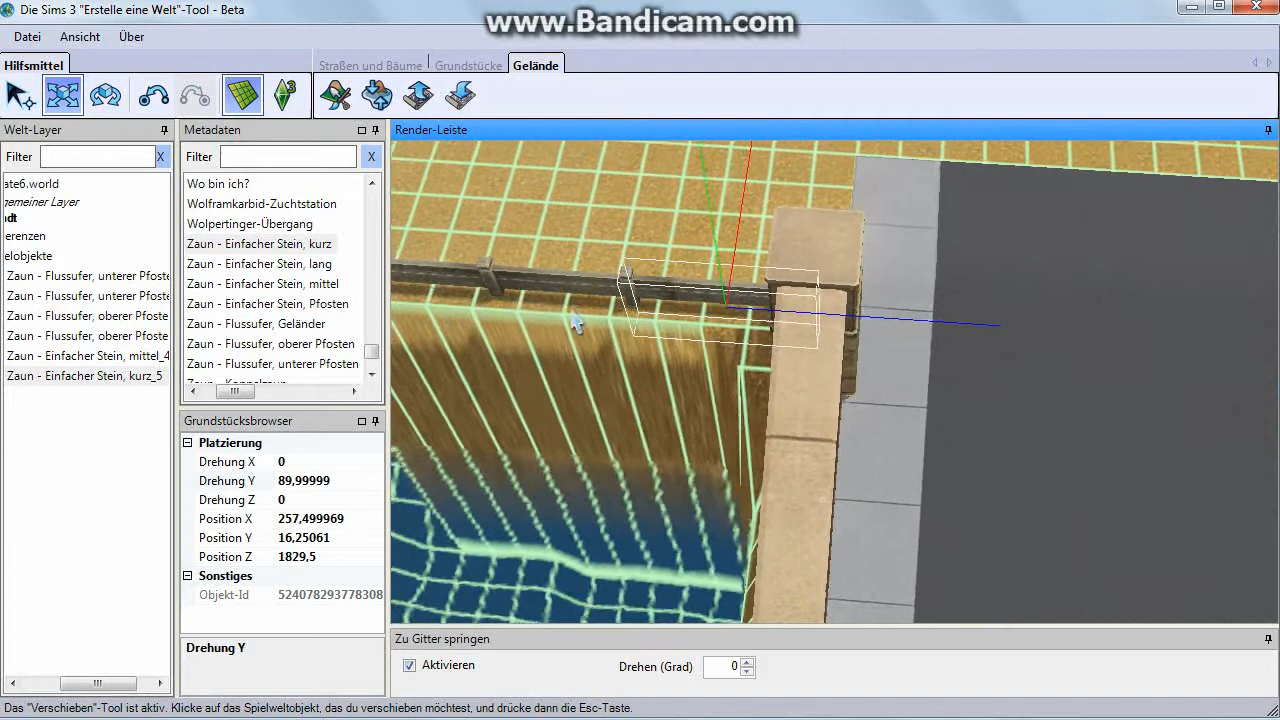 Die Sims 3 "Erstelle eine Welt"-Tool - Beta
www.Bandicam.com
Datei Ansicht Über
Hilfsmittel
Straßen und Bäume Grundstücke Gelände
Welt-Layer
Filter X
ate6.world
gemeiner Layer
dt
erenzen
elobjekte
Zaun - Flussufer, unterer Pfoste
Zaun - Flussufer, unterer Pfoste
Zaun - Flussufer, oberer Pfoste
Zaun - Flussufer, oberer Pfoste
Zaun - Einfacher Stein, mittel_4
Zaun - Einfacher Stein, kurz_5
Metadaten
Filter X
Wo bin ich?
Wolframkarbid-Zuchtstation
Wolpertinger-Übergang
Zaun - Einfacher Stein, kurz
Zaun - Einfacher Stein, lang
Zaun - Einfacher Stein, mittel
Zaun - Einfacher Stein, Pfosten
Zaun - Flussufer, Geländer
Zaun - Flussufer, oberer Pfosten
Zaun - Flussufer, unterer Pfosten
Grundstücksbrowser
Platzierung
Drehung X 0
Drehung Y 89,99999
Drehung Z 0
Position X 257,499969
Position Y 16,25061
Position Z 1829,5
Sonstiges
Objekt-Id 524078293778308
Drehung Y
Render-Leiste
Zu Gitter springen
Aktivieren Drehen (Grad) 0
Das "Verschieben"-Tool ist aktiv. Klicke auf das Spielweltobjekt, das du verschieben möchtest, und drücke dann die Esc-Taste.